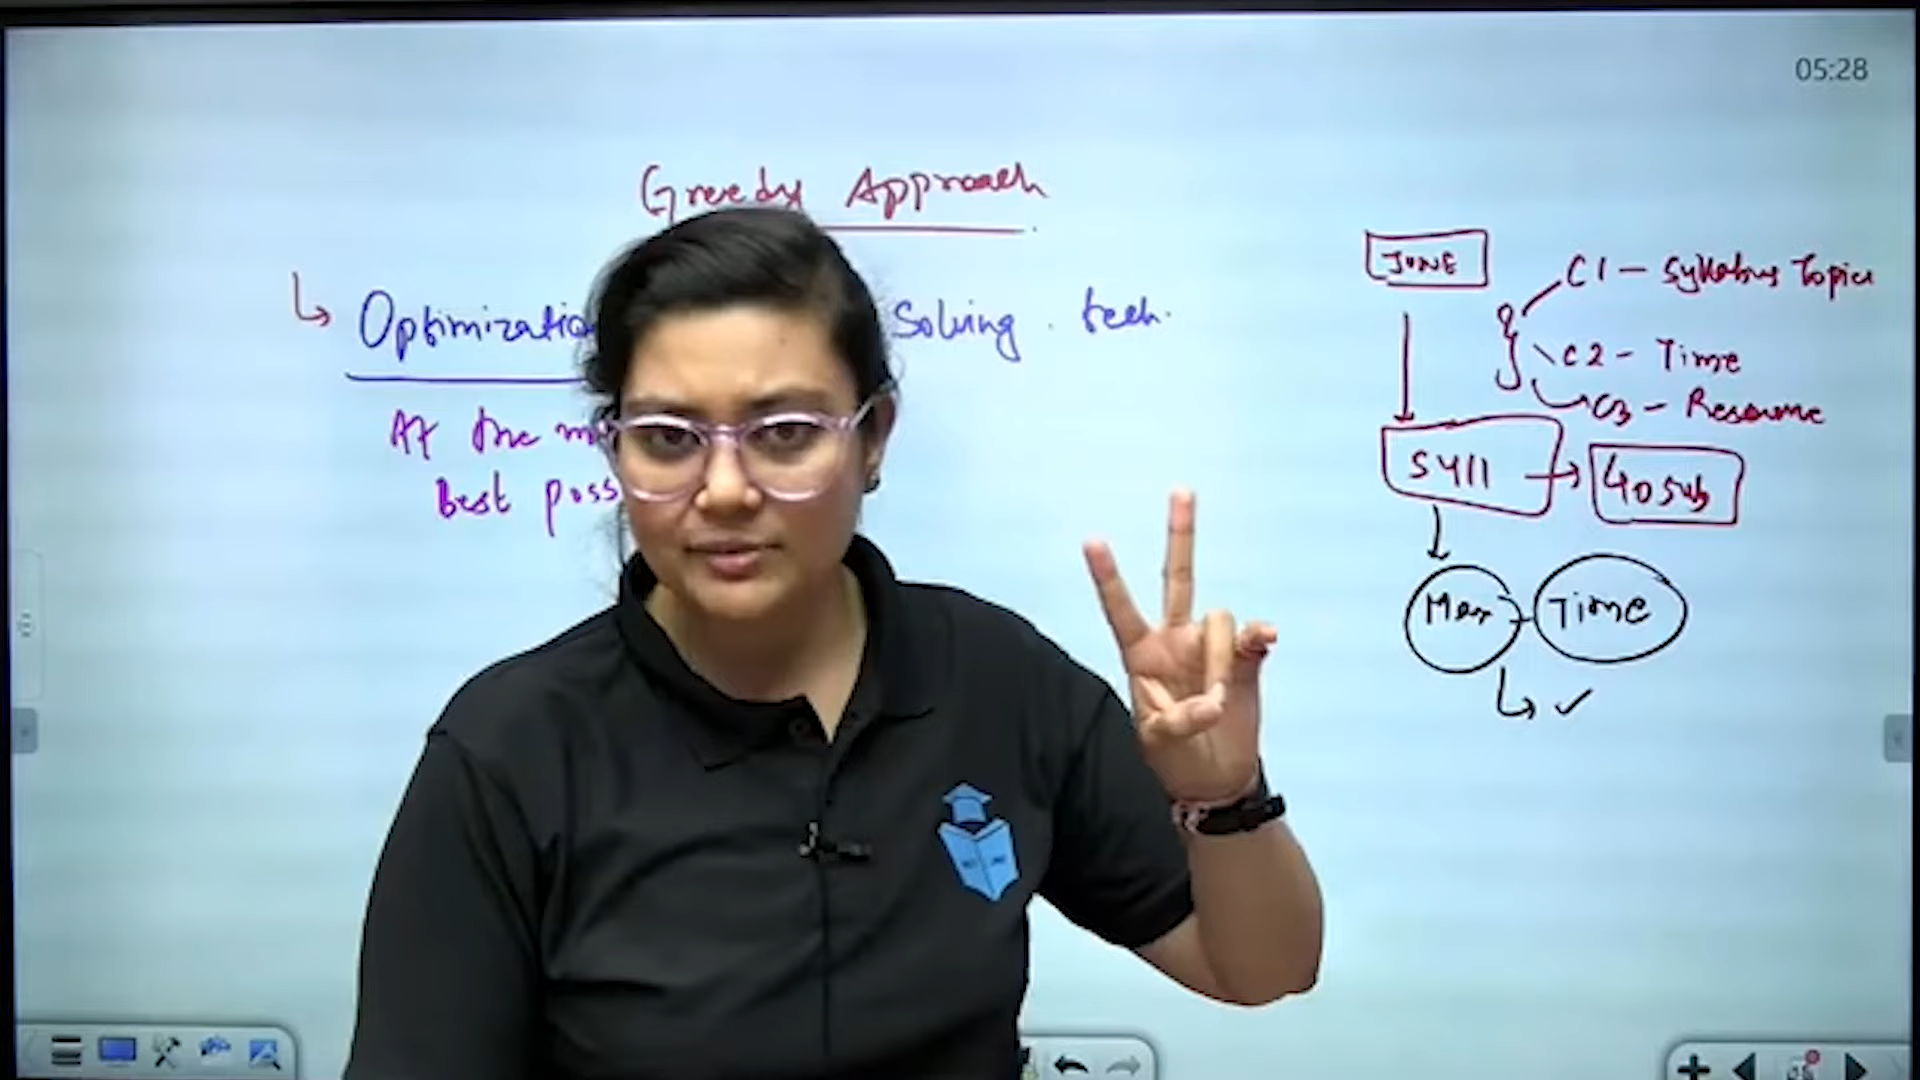 05:28
Greedy Approach
Optimizatio Solving tech.
At the m
best poss
JUNE
C1 - Syllabus Topics
C2 - Time
C3 - Resource
Syll
40 Sub
Max
Time